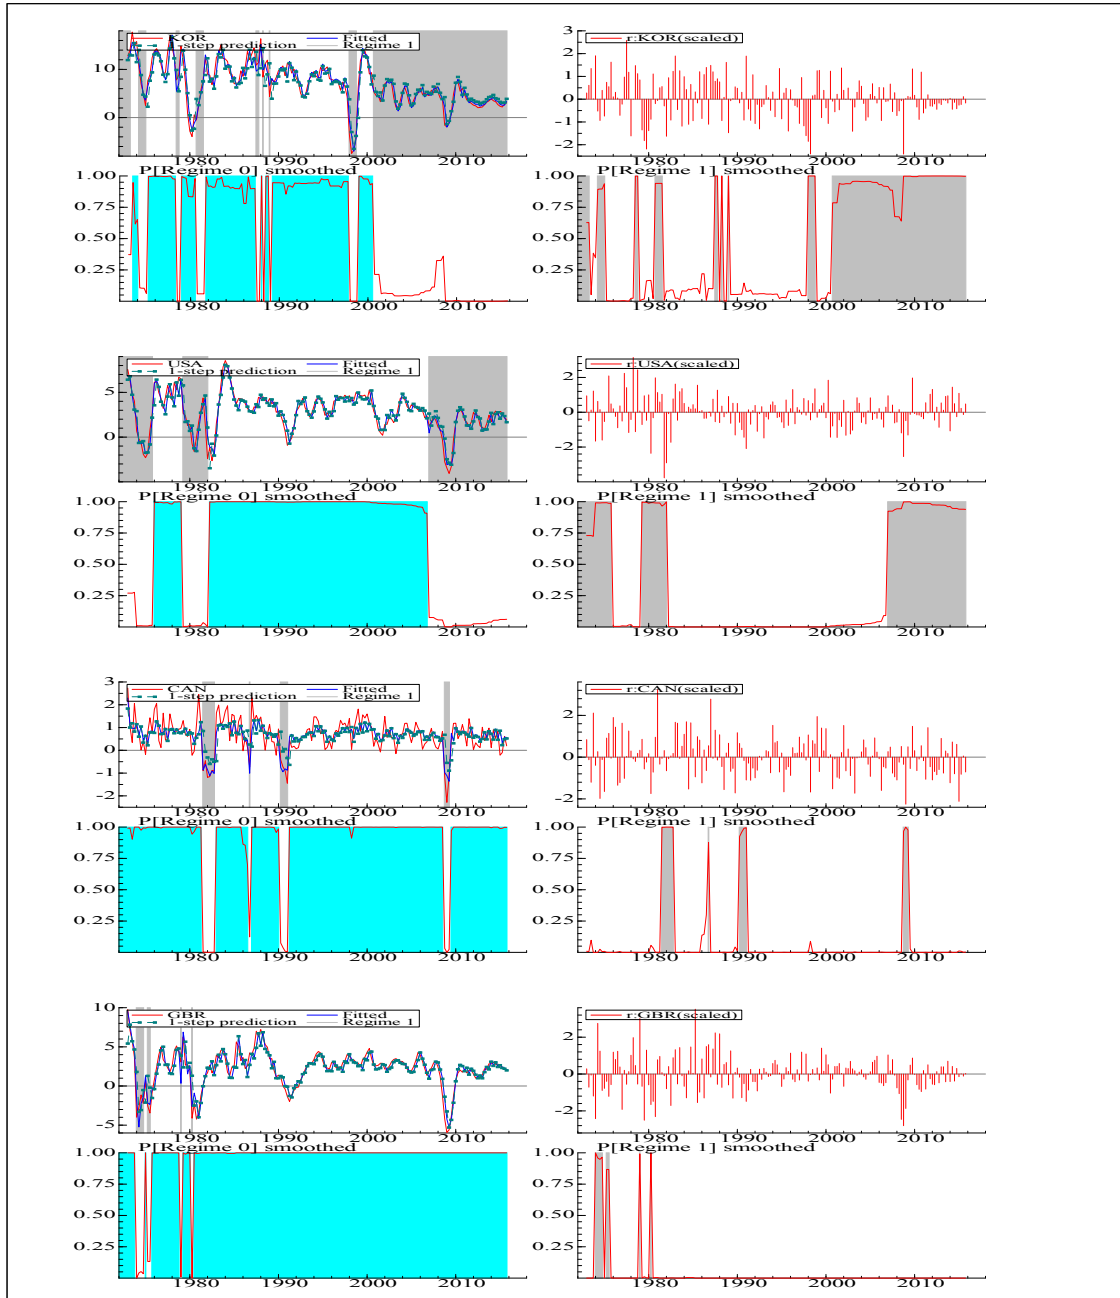 KOR Fitted
1-step prediction Regime 1
10
0
1980 1990 2000 2010
r:KOR(scaled)
3
2
1
0
-1
-2
1980 1990 2000 2010
P[Regime 0] smoothed
1.00
0.75
0.50
0.25
1980 1990 2000 2010
P[Regime 1] smoothed
1.00
0.75
0.50
0.25
1980 1990 2000 2010
USA Fitted
1-step prediction Regime 1
5
0
1980 1990 2000 2010
r:USA(scaled)
2
0
-2
1980 1990 2000 2010
P[Regime 0] smoothed
1.00
0.75
0.50
0.25
1980 1990 2000 2010
P[Regime 1] smoothed
1.00
0.75
0.50
0.25
1980 1990 2000 2010
CAN Fitted
1-step prediction Regime 1
3
2
1
0
-1
-2
1980 1990 2000 2010
r:CAN(scaled)
2
0
-2
1980 1990 2000 2010
P[Regime 0] smoothed
1.00
0.75
0.50
0.25
1980 1990 2000 2010
P[Regime 1] smoothed
1.00
0.75
0.50
0.25
1980 1990 2000 2010
GBR Fitted
1-step prediction Regime 1
10
5
0
-5
1980 1990 2000 2010
r:GBR(scaled)
2
0
-2
1980 1990 2000 2010
P[Regime 0] smoothed
1.00
0.75
0.50
0.25
1980 1990 2000 2010
P[Regime 1] smoothed
1.00
0.75
0.50
0.25
1980 1990 2000 2010